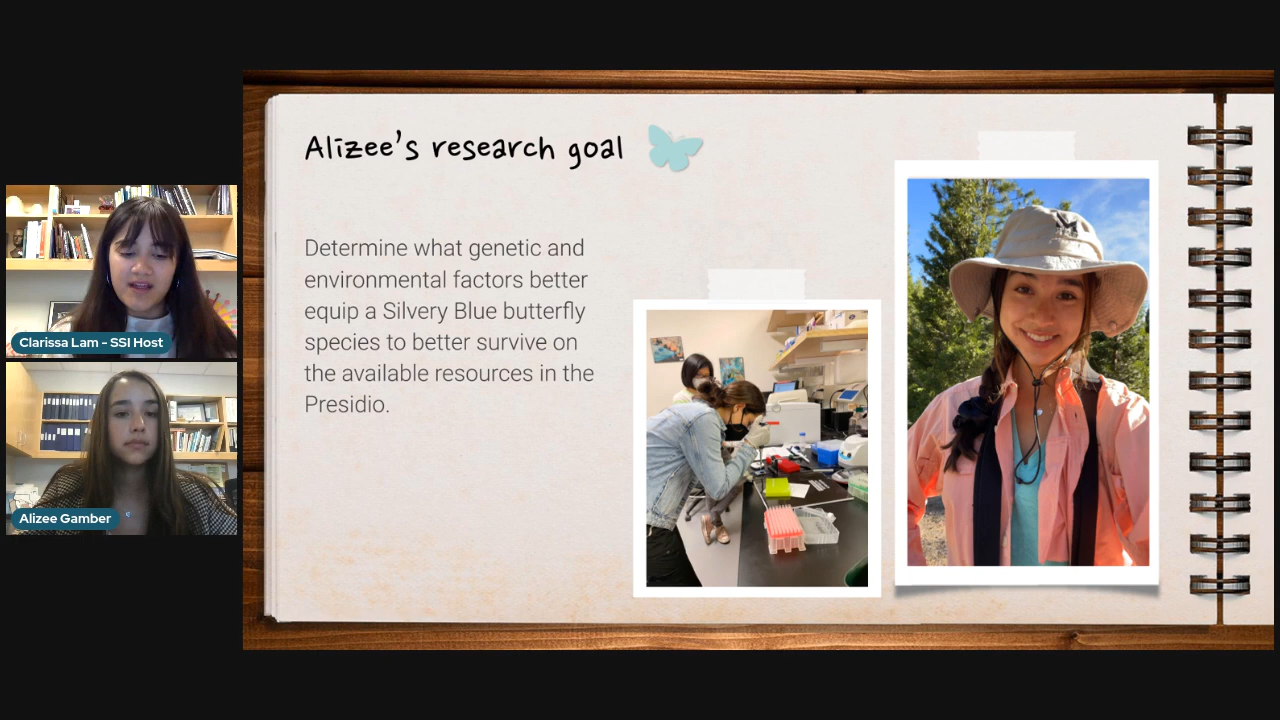 Alizee's research goal
Determine what genetic and
environmental factors better
equip a Silvery Blue butterfly
species to better survive on
the available resources in the
Presidio.
Clarissa Lam - SSI Host
Alizee Gamber